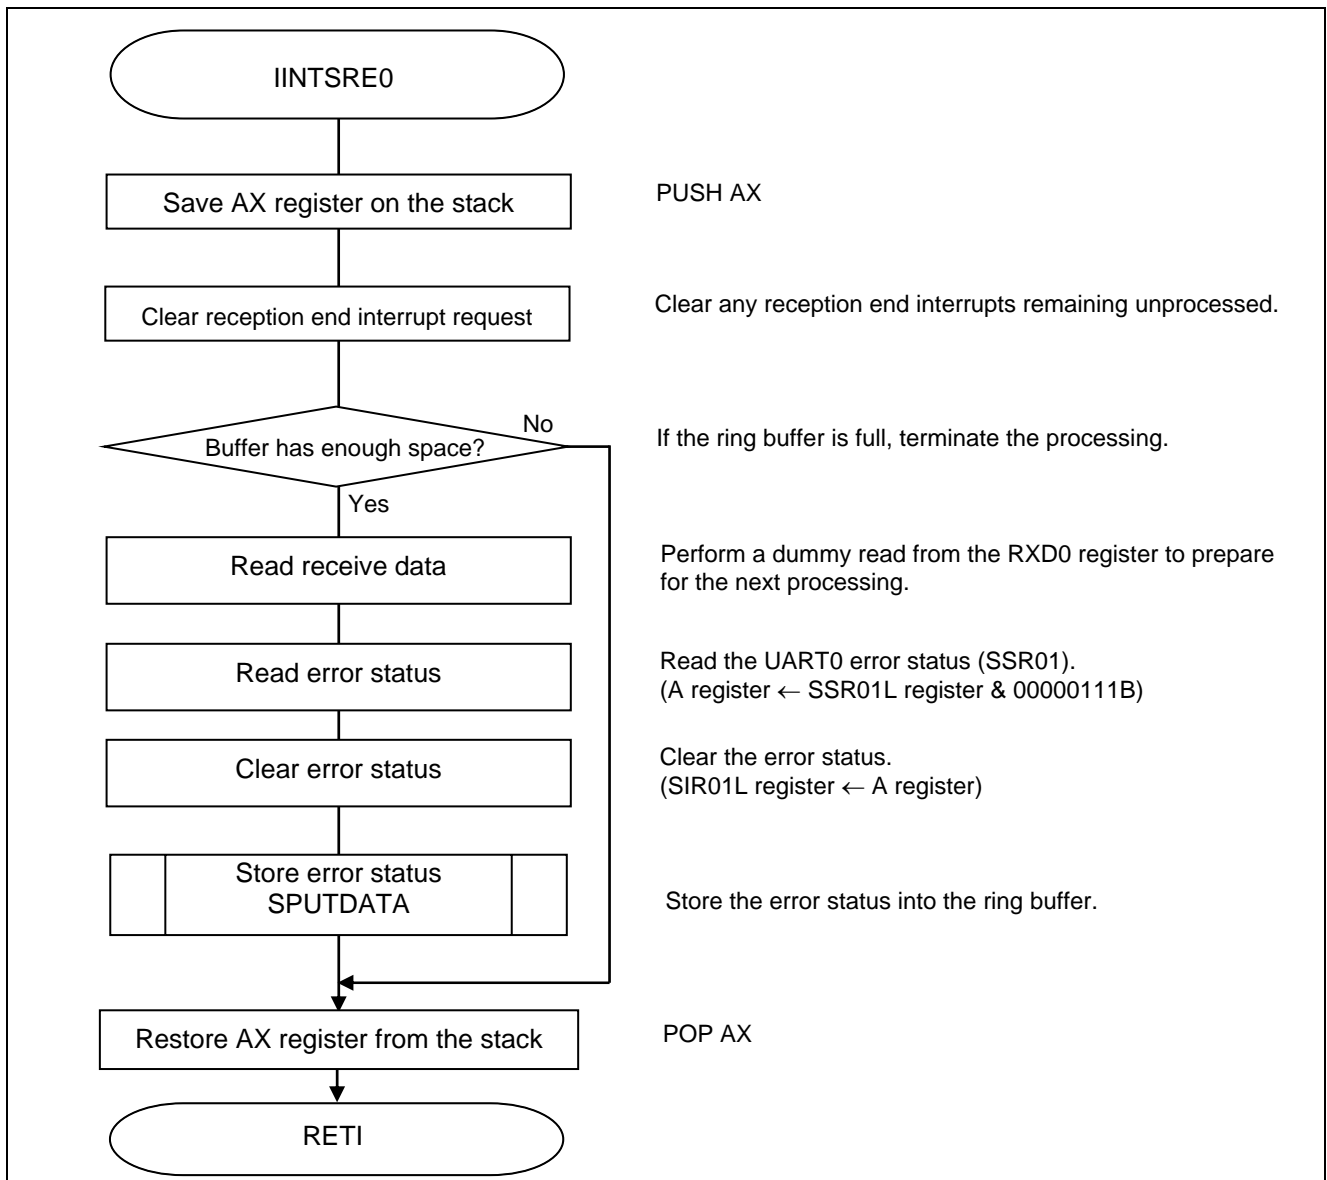 IINTSRE0
Save AX register on the stack
PUSH AX
Clear reception end interrupt request
Clear any reception end interrupts remaining unprocessed.
No
Buffer has enough space?
If the ring buffer is full, terminate the processing.
Yes
Read receive data
Perform a dummy read from the RXD0 register to prepare
for the next processing.
Read error status
Read the UART0 error status (SSR01).
(A register ← SSR01L register & 00000111B)
Clear error status
Clear the error status.
(SIR01L register ← A register)
Store error status
SPUTDATA
Store the error status into the ring buffer.
Restore AX register from the stack
POP AX
RETI